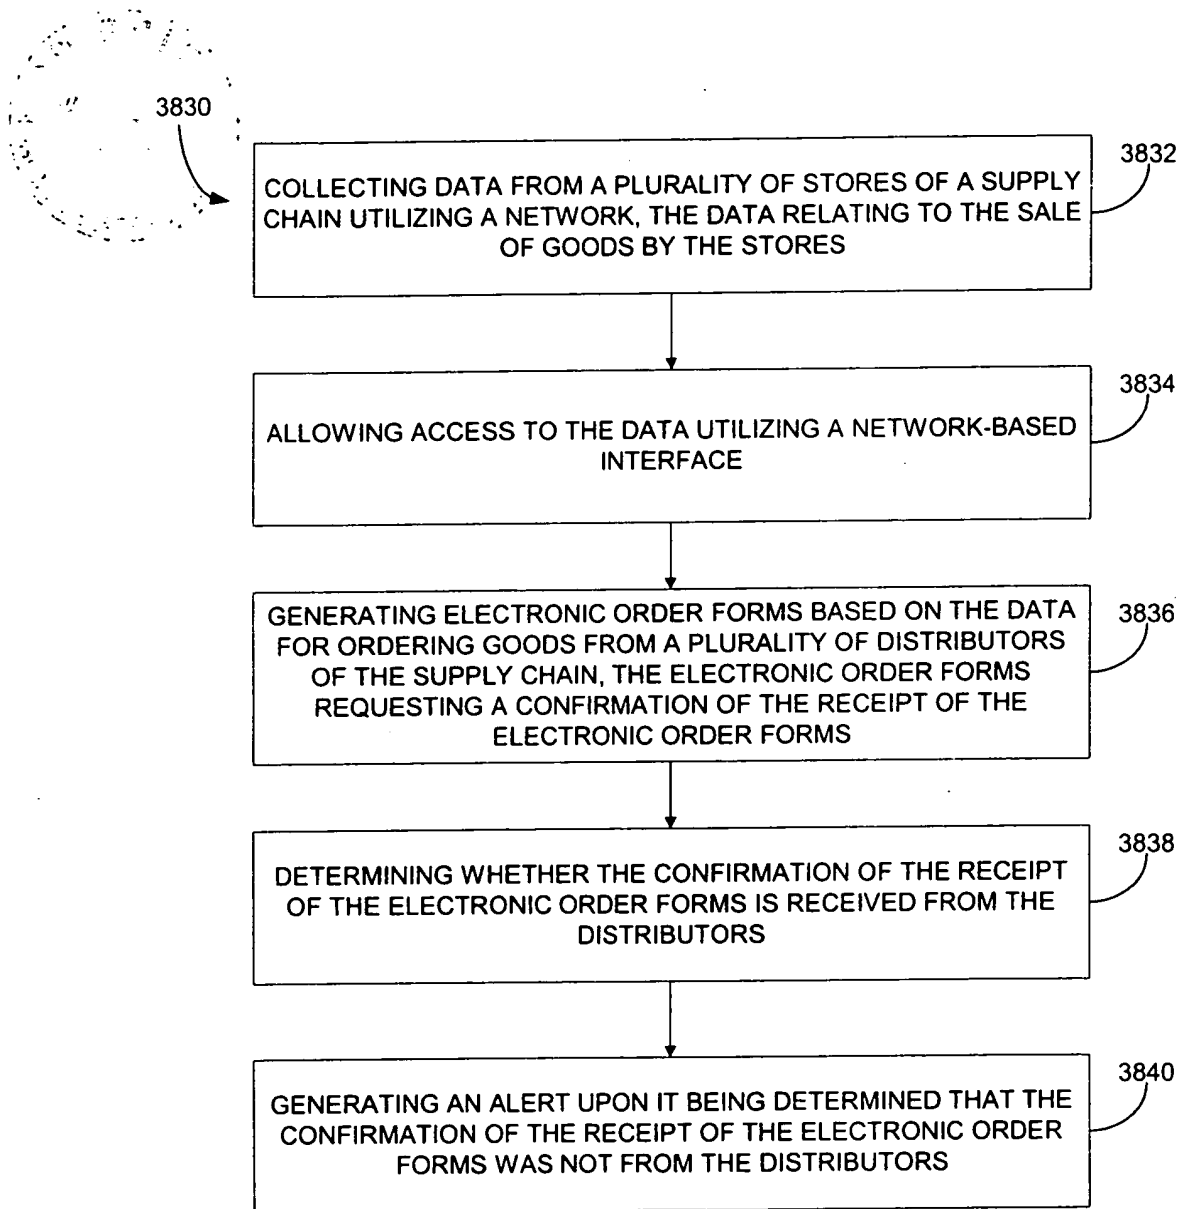 3830
3832
COLLECTING DATA FROM A PLURALITY OF STORES OF A SUPPLY
CHAIN UTILIZING A NETWORK, THE DATA RELATING TO THE SALE
OF GOODS BY THE STORES
3834
ALLOWING ACCESS TO THE DATA UTILIZING A NETWORK-BASED
INTERFACE
3836
GENERATING ELECTRONIC ORDER FORMS BASED ON THE DATA
FOR ORDERING GOODS FROM A PLURALITY OF DISTRIBUTORS
OF THE SUPPLY CHAIN, THE ELECTRONIC ORDER FORMS
REQUESTING A CONFIRMATION OF THE RECEIPT OF THE
ELECTRONIC ORDER FORMS
3838
DETERMINING WHETHER THE CONFIRMATION OF THE RECEIPT
OF THE ELECTRONIC ORDER FORMS IS RECEIVED FROM THE
DISTRIBUTORS
3840
GENERATING AN ALERT UPON IT BEING DETERMINED THAT THE
CONFIRMATION OF THE RECEIPT OF THE ELECTRONIC ORDER
FORMS WAS NOT FROM THE DISTRIBUTORS